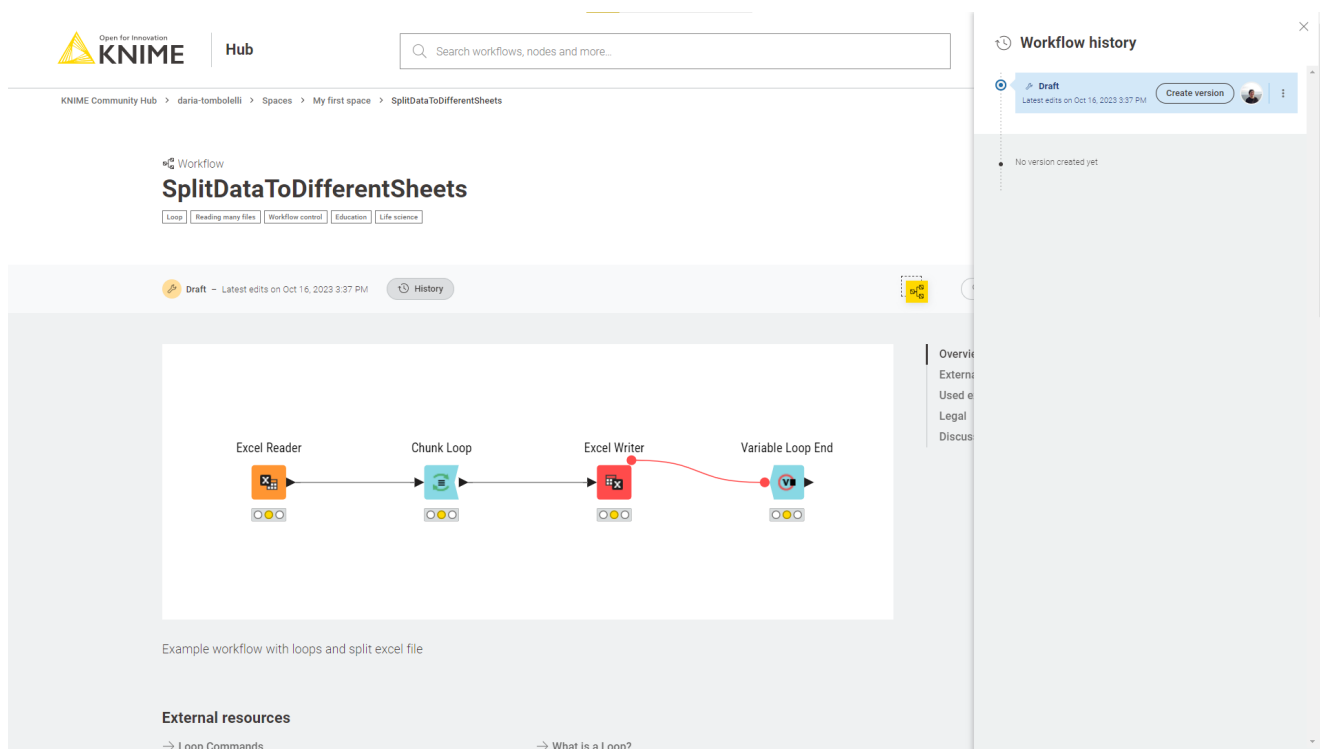 Open for Innovation
KNIME
Hub
Search workflows, nodes and more...
KNIME Community Hub > daria-tombolelli > Spaces > My first space > SplitDataToDifferentSheets
Workflow
SplitDataToDifferentSheets
Loop
Reading many files
Workflow control
Education
Life science
Draft – Latest edits on Oct 16, 2023 3:37 PM
History
Excel Reader
Chunk Loop
Excel Writer
Variable Loop End
Example workflow with loops and split excel file
External resources
→ Loop Commands
→ What is a Loop?
Legal
Workflow history
Draft
Latest edits on Oct 16, 2023 3:37 PM
Create version
No version created yet